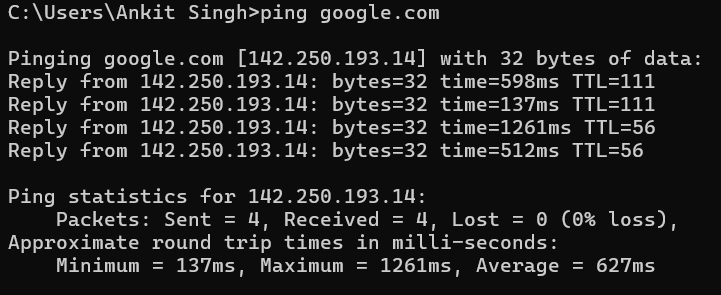 C:\Users\Ankit Singh>ping google.com
Pinging google.com [142.250.193.14] with 32 bytes of data:
Reply from 142.250.193.14: bytes=32 time=598ms TTL=111
Reply from 142.250.193.14: bytes=32 time=137ms TTL=111
Reply from 142.250.193.14: bytes=32 time=1261ms TTL=56
Reply from 142.250.193.14: bytes=32 time=512ms TTL=56
Ping statistics for 142.250.193.14:
    Packets: Sent = 4, Received = 4, Lost = 0 (0% loss),
Approximate round trip times in milli-seconds:
    Minimum = 137ms, Maximum = 1261ms, Average = 627ms